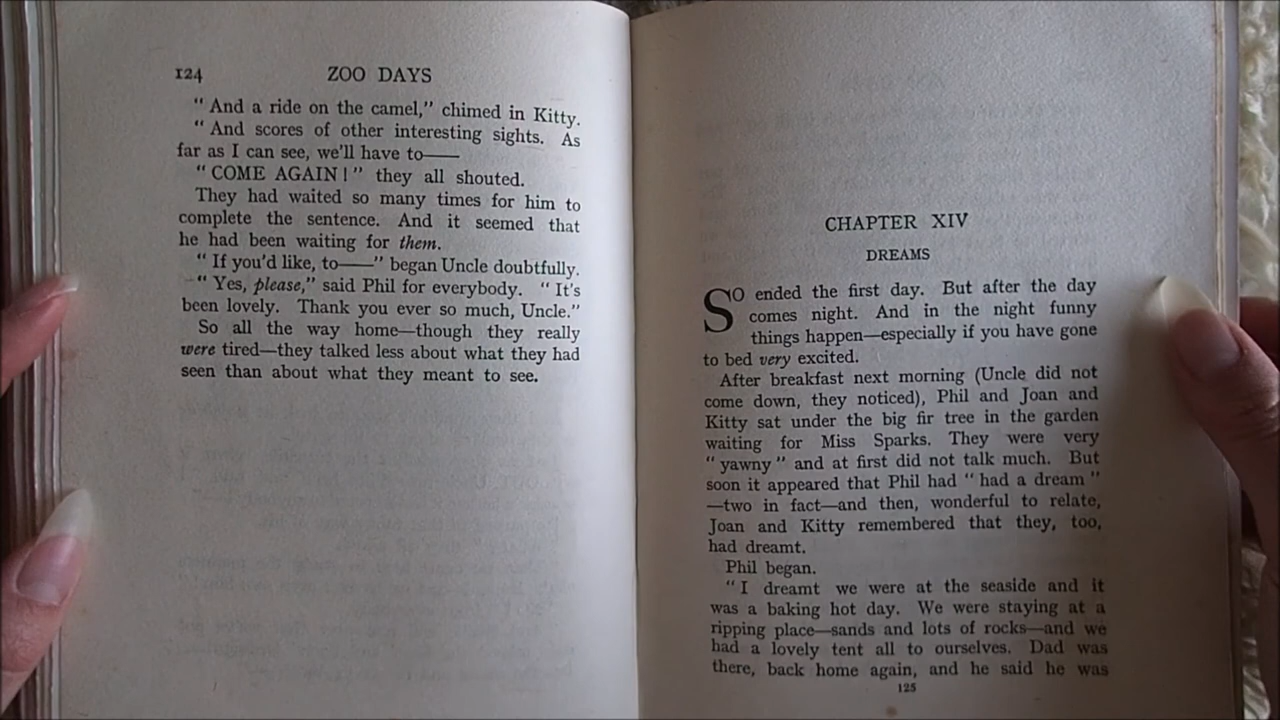 124 ZOO DAYS
“ And a ride on the camel,” chimed in Kitty.
“ And scores of other interesting sights. As
far as I can see, we’ll have to——
“ COME AGAIN ! ” they all shouted.
They had waited so many times for him to
complete the sentence. And it seemed that
he had been waiting for them.
“ If you’d like, to——” began Uncle doubtfully.
“ Yes, please,” said Phil for everybody. “ It’s
been lovely. Thank you ever so much, Uncle.”
So all the way home—though they really
were tired—they talked less about what they had
seen than about what they meant to see.
CHAPTER XIV
DREAMS
SO ended the first day. But after the day
comes night. And in the night funny
things happen—especially if you have gone
to bed very excited.
After breakfast next morning (Uncle did not
come down, they noticed), Phil and Joan and
Kitty sat under the big fir tree in the garden
waiting for Miss Sparks. They were very
“ yawny ” and at first did not talk much. But
soon it appeared that Phil had “ had a dream ”
—two in fact—and then, wonderful to relate,
Joan and Kitty remembered that they, too,
had dreamt.
Phil began.
“ I dreamt we were at the seaside and it
was a baking hot day. We were staying at a
ripping place—sands and lots of rocks—and we
had a lovely tent all to ourselves. Dad was
there, back home again, and he said he was
125